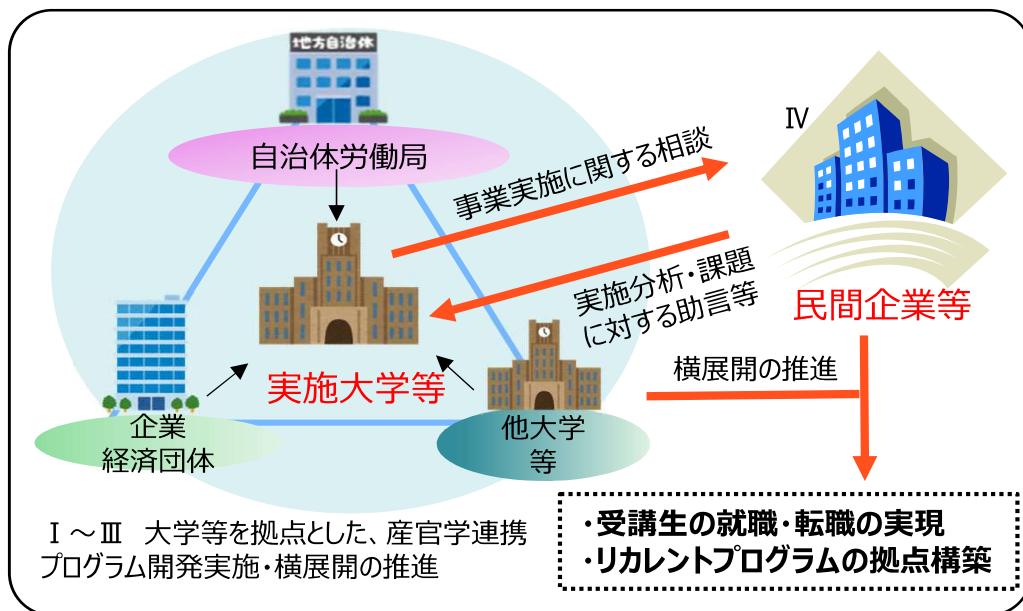 地方自治体
自治体労働局
事業実施に関する相談
Ⅳ
実施分析・課題
に対する助言等
民間企業等
実施大学等
横展開の推進
企業
経済団体
他大学
等
Ⅰ～Ⅲ 大学等を拠点とした、産官学連携
プログラム開発実施・横展開の推進
・受講生の就職・転職の実現
・リカレントプログラムの拠点構築